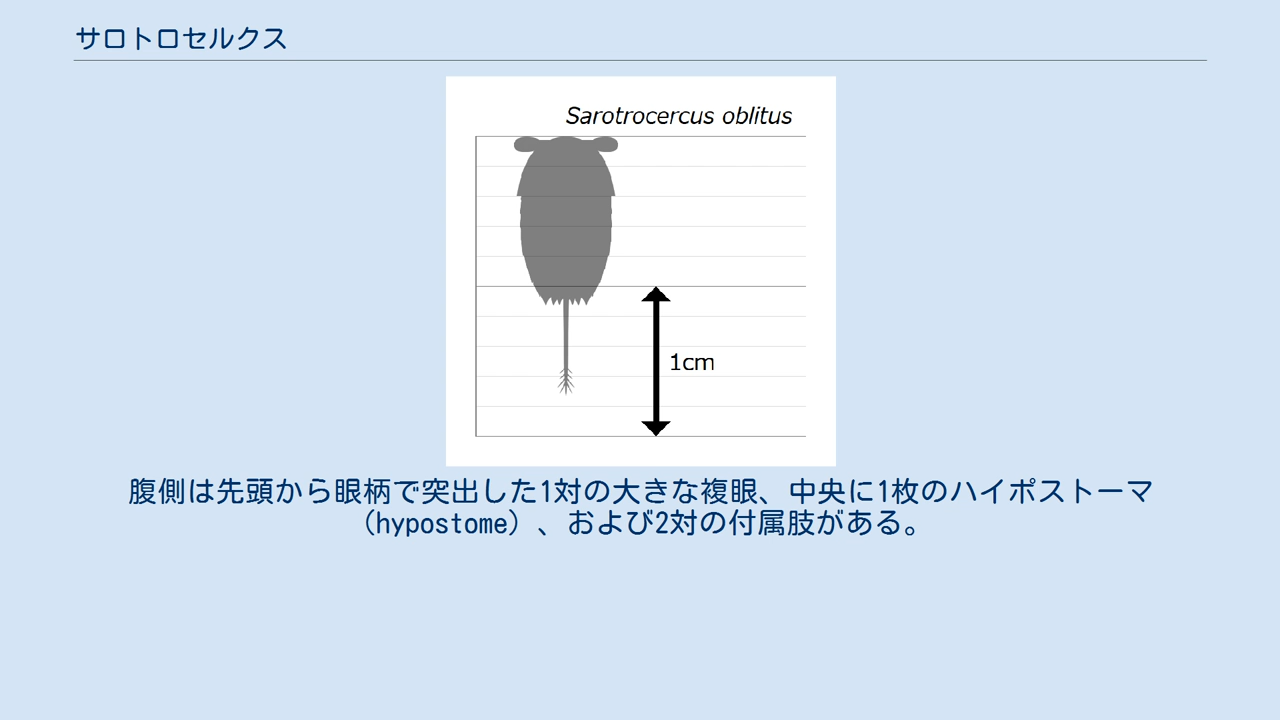 サロトロセルクス
Sarotrocercus oblitus
1cm
腹側は先頭から眼柄で突出した1対の大きな複眼、中央に1枚のハイポストーマ
(hypostome) 、および2対の付属肢がある。